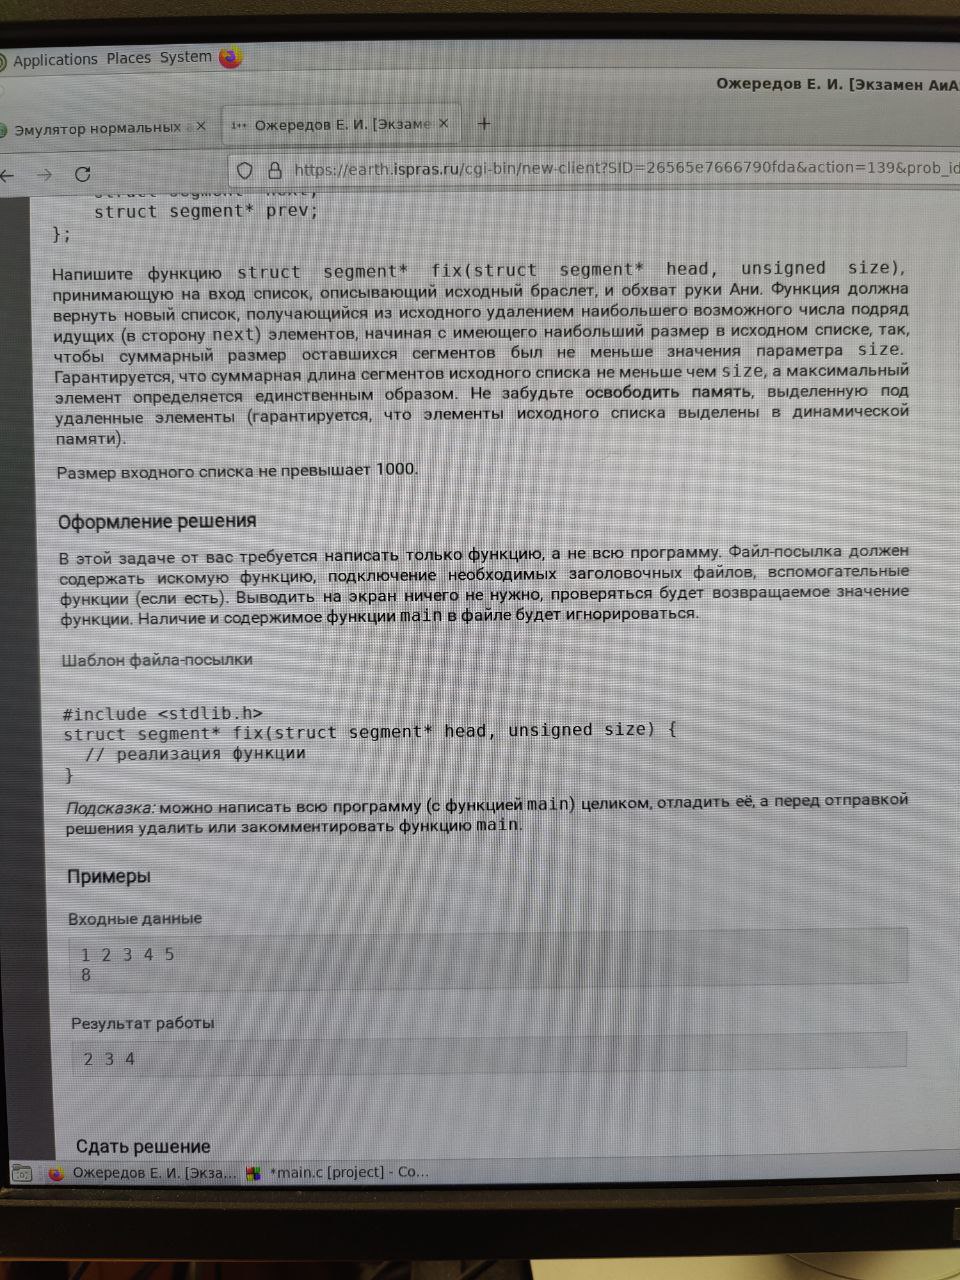 Applications Places System
Ожередов Е. И. [Экзамен АиА
Эмулятор нормальных а × Ожередов Е. И. [Экзаме × +
https://earth.ispras.ru/cgi-bin/new-client?SID=26565e7666790fda&action=139&prob_id
struct segment* next;
struct segment* prev;
};
Напишите функцию struct segment* fix(struct segment* head, unsigned size),
принимающую на вход список, описывающий исходный браслет, и обхват руки Ани. Функция должна
вернуть новый список, получающийся из исходного удалением наибольшего возможного числа подряд
идущих (в сторону next) элементов, начиная с имеющего наибольший размер в исходном списке, так,
чтобы суммарный размер оставшихся сегментов был не меньше значения параметра size.
Гарантируется, что суммарная длина сегментов исходного списка не меньше чем size, а максимальный
элемент определяется единственным образом. Не забудьте освободить память, выделенную под
удаленные элементы (гарантируется, что элементы исходного списка выделены в динамической
памяти).
Размер входного списка не превышает 1000.
Оформление решения
В этой задаче от вас требуется написать только функцию, а не всю программу. Файл-посылка должен
содержать искомую функцию, подключение необходимых заголовочных файлов, вспомогательные
функции (если есть). Выводить на экран ничего не нужно, проверяться будет возвращаемое значение
функции. Наличие и содержимое функции main в файле будет игнорироваться.
Шаблон файла-посылки
#include <stdlib.h>
struct segment* fix(struct segment* head, unsigned size) {
// реализация функции
}
Подсказка: можно написать всю программу (с функцией main) целиком, отладить её, а перед отправкой
решения удалить или закомментировать функцию main.
Примеры
Входные данные
1 2 3 4 5
8
Результат работы
2 3 4
Сдать решение
Ожередов Е. И. [Экза... *main.c [project] - Co...